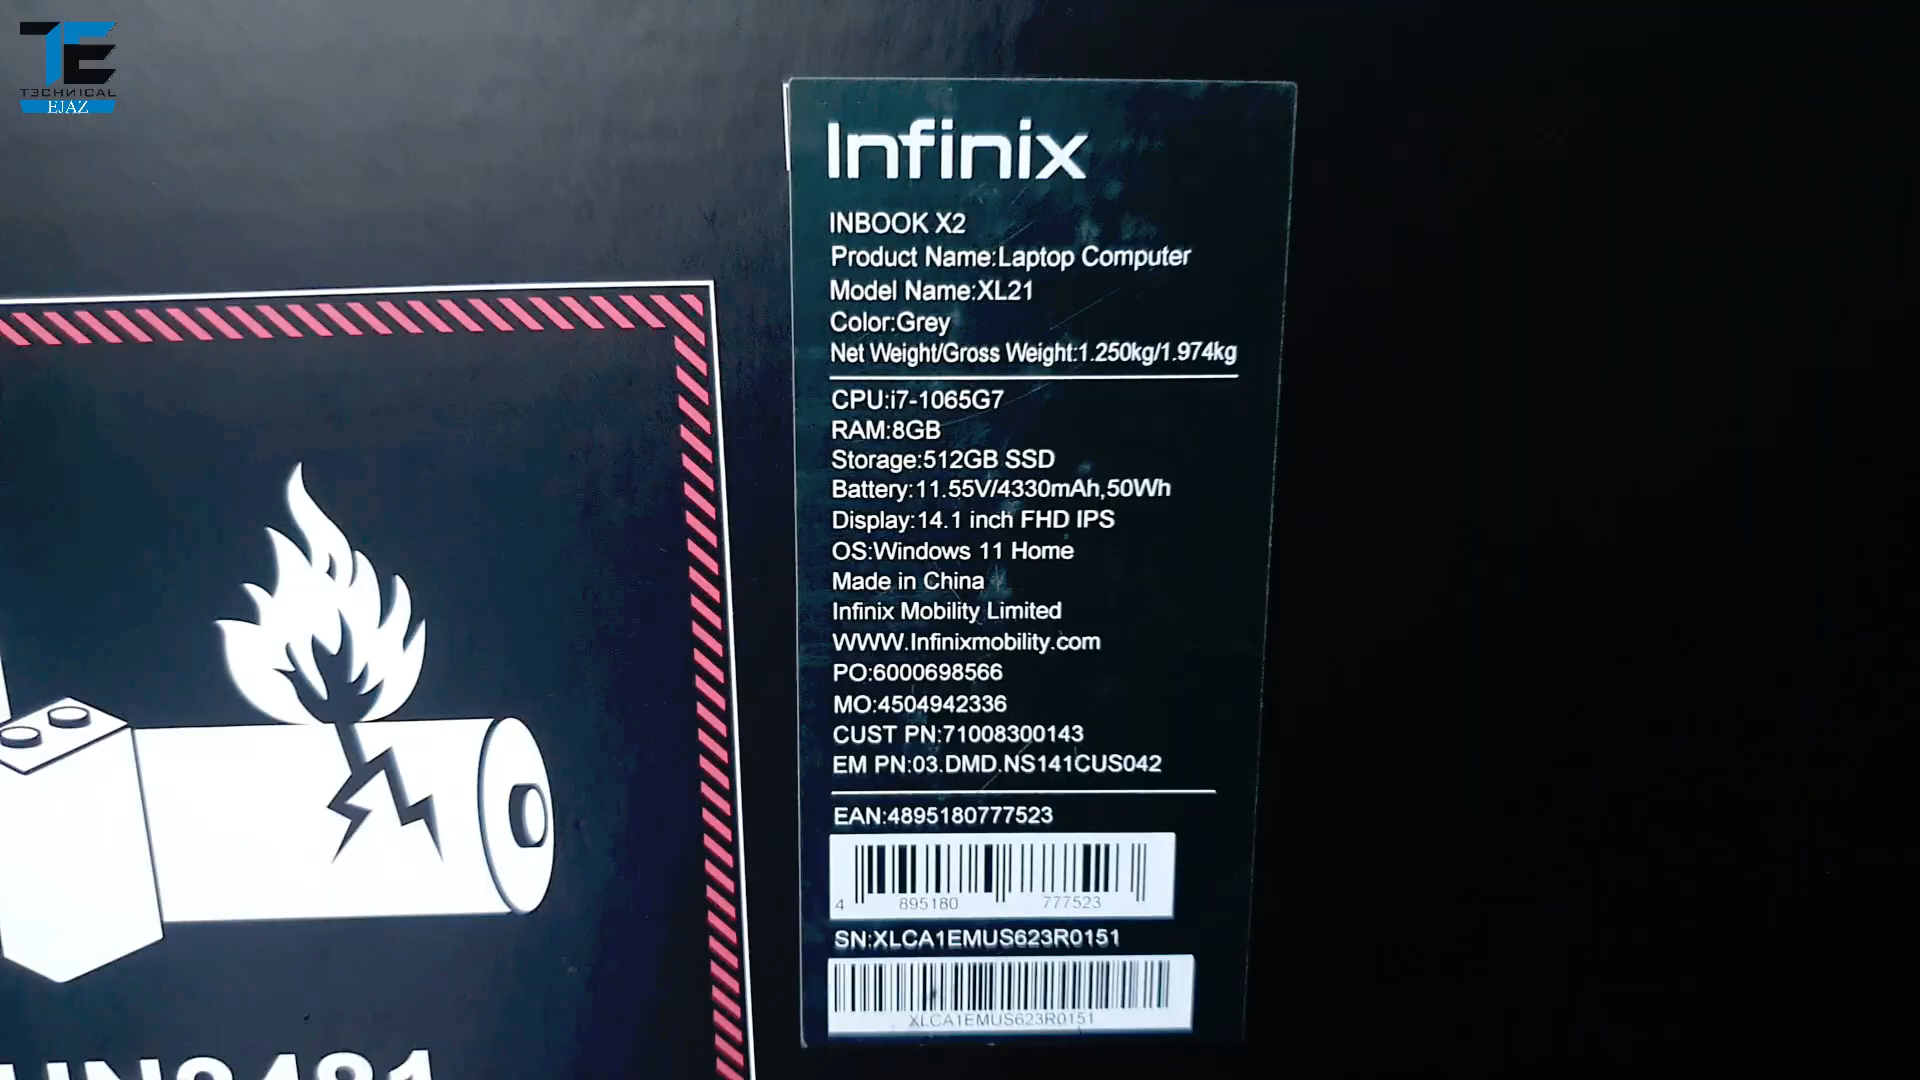 TECHNICAL
EJAZ
Infinix
INBOOK X2
Product Name:Laptop Computer
Model Name:XL21
Color:Grey
Net Weight/Gross Weight:1.250kg/1.974kg
CPU:i7-1065G7
RAM:8GB
Storage:512GB SSD
Battery:11.55V/4330mAh,50Wh
Display:14.1 inch FHD IPS
OS:Windows 11 Home
Made in China
Infinix Mobility Limited
WWW.Infinixmobility.com
PO:6000698566
MO:4504942336
CUST PN:71008300143
EM PN:03.DMD.NS141CUS042
EAN:4895180777523
4 895180 777523
SN:XLCA1EMUS623R0151
XLCA1EMUS623R0151
UN3481